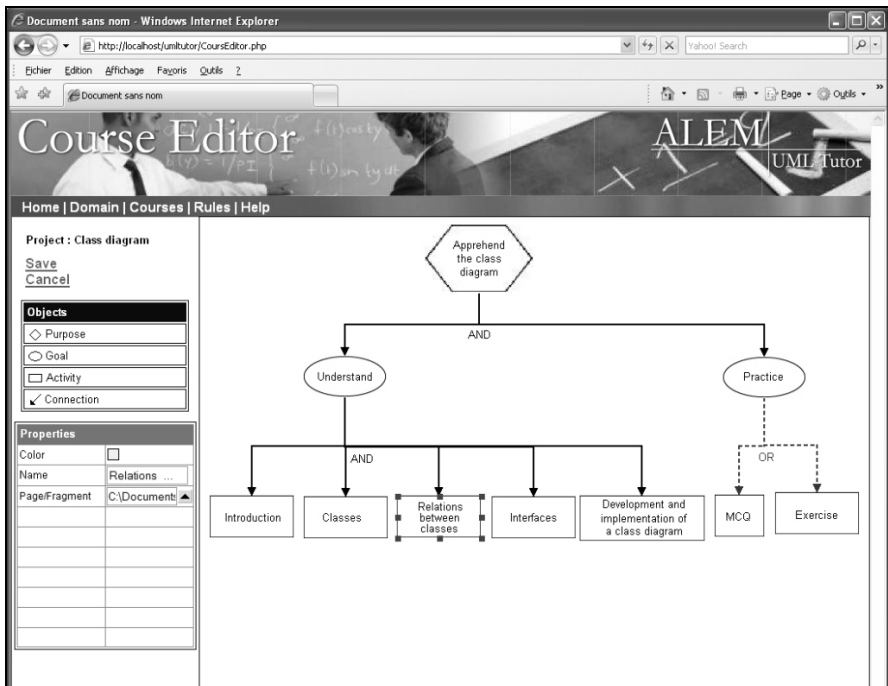 Document sans nom - Windows Internet Explorer
http://localhost/umltutor/CoursEditor.php
Yahoo! Search
Fichier Edition Affichage Favoris Outils ?
Document sans nom
Page Outils »
Course Editor
ALEM
UML Tutor
Home | Domain | Courses | Rules | Help
Project : Class diagram
Save
Cancel
Objects
Purpose
Goal
Activity
Connection
Properties
Color
Name Relations ...
Page/Fragment C:\Documents
Apprehend
the class
diagram
AND
Understand
Practice
AND
OR
Introduction
Classes
Relations
between
classes
Interfaces
Development and
implementation of
a class diagram
MCQ
Exercise